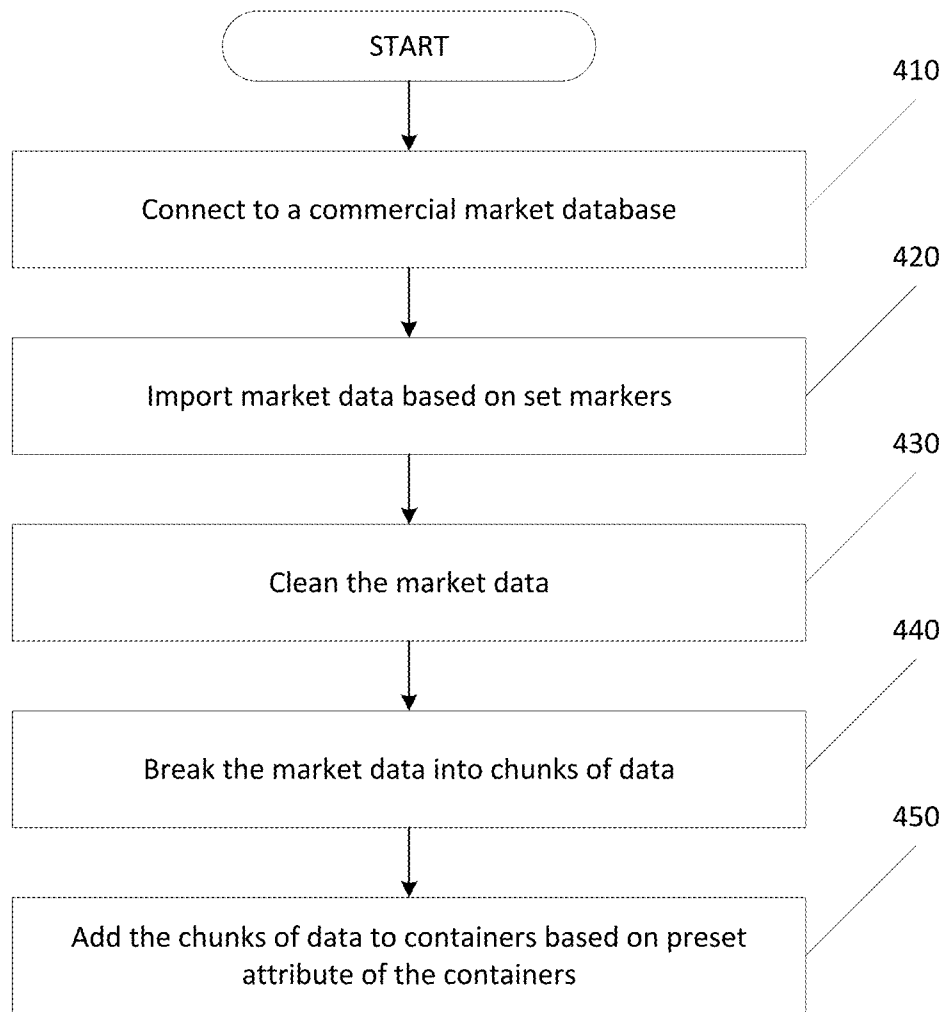 START
410
Connect to a commercial market database
420
Import market data based on set markers
430
Clean the market data
440
Break the market data into chunks of data
450
Add the chunks of data to containers based on preset
attribute of the containers